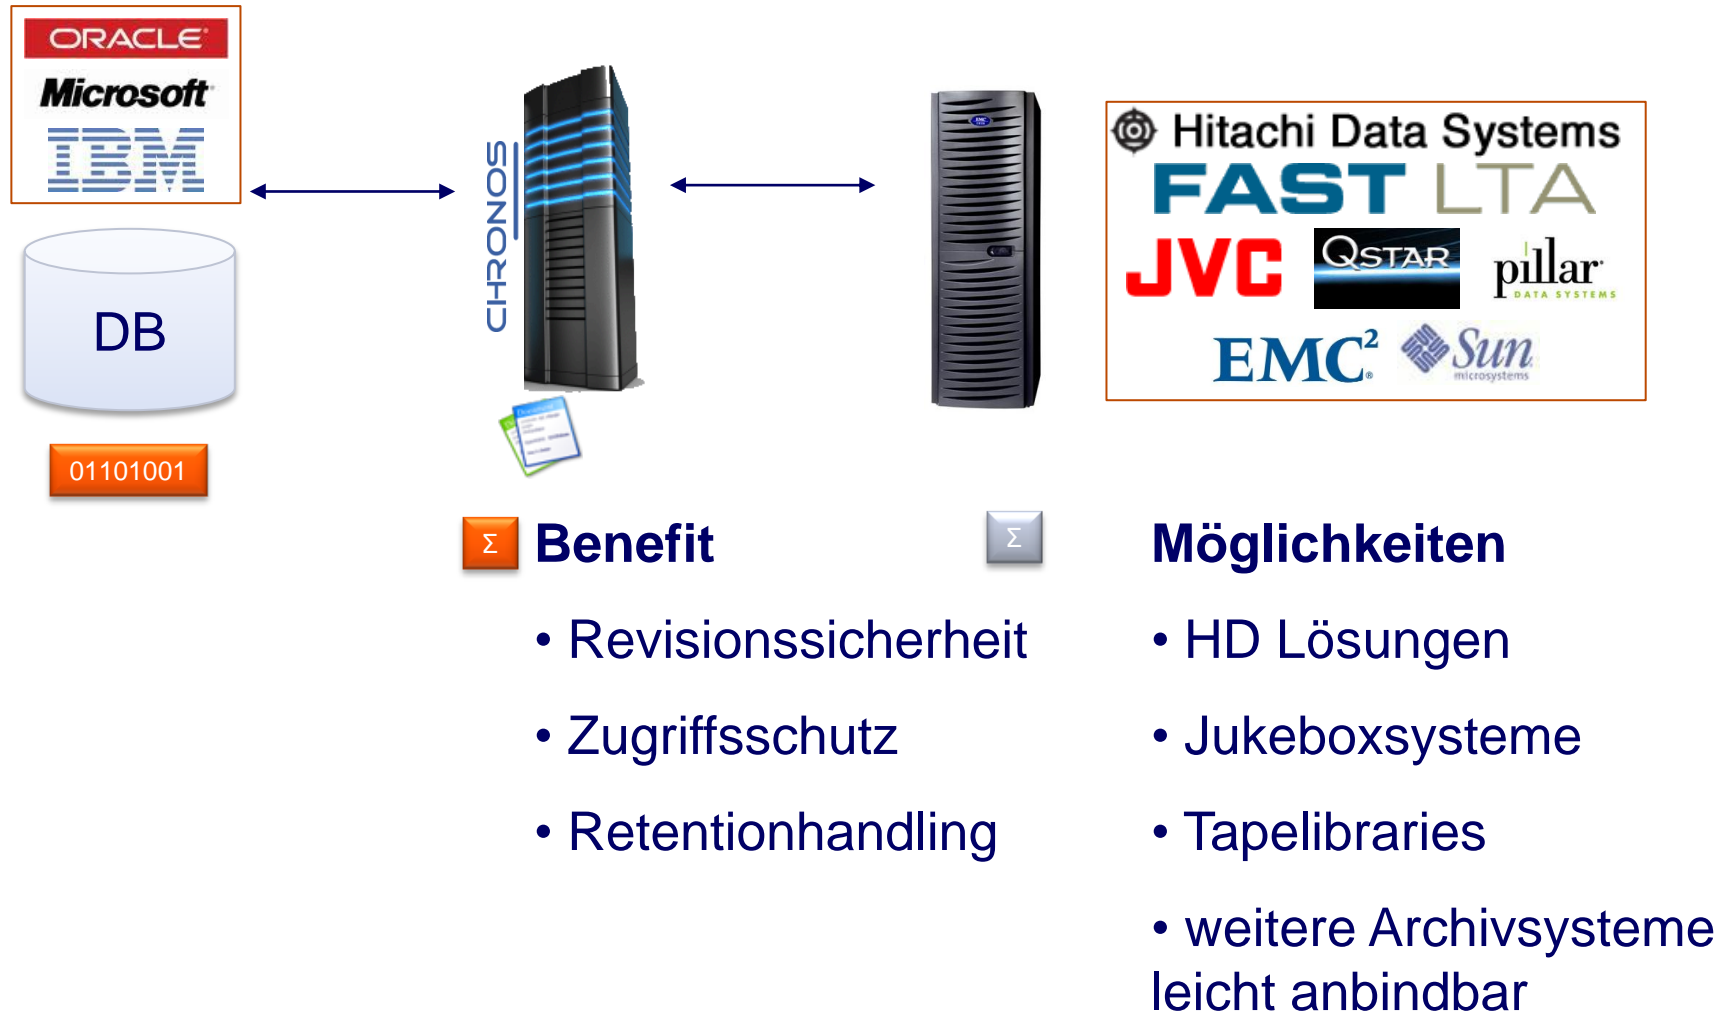 ORACLE
Microsoft
IBM
DB
01101001
CHRONOS
EMC
Hitachi Data Systems
FAST LTA
JVC
QSTAR
pillar
DATA SYSTEMS
EMC²
Sun
microsystems
Σ
Benefit
• Revisionssicherheit
• Zugriffsschutz
• Retentionhandling
Σ
Möglichkeiten
• HD Lösungen
• Jukeboxsysteme
• Tapelibraries
• weitere Archivsysteme
leicht anbindbar